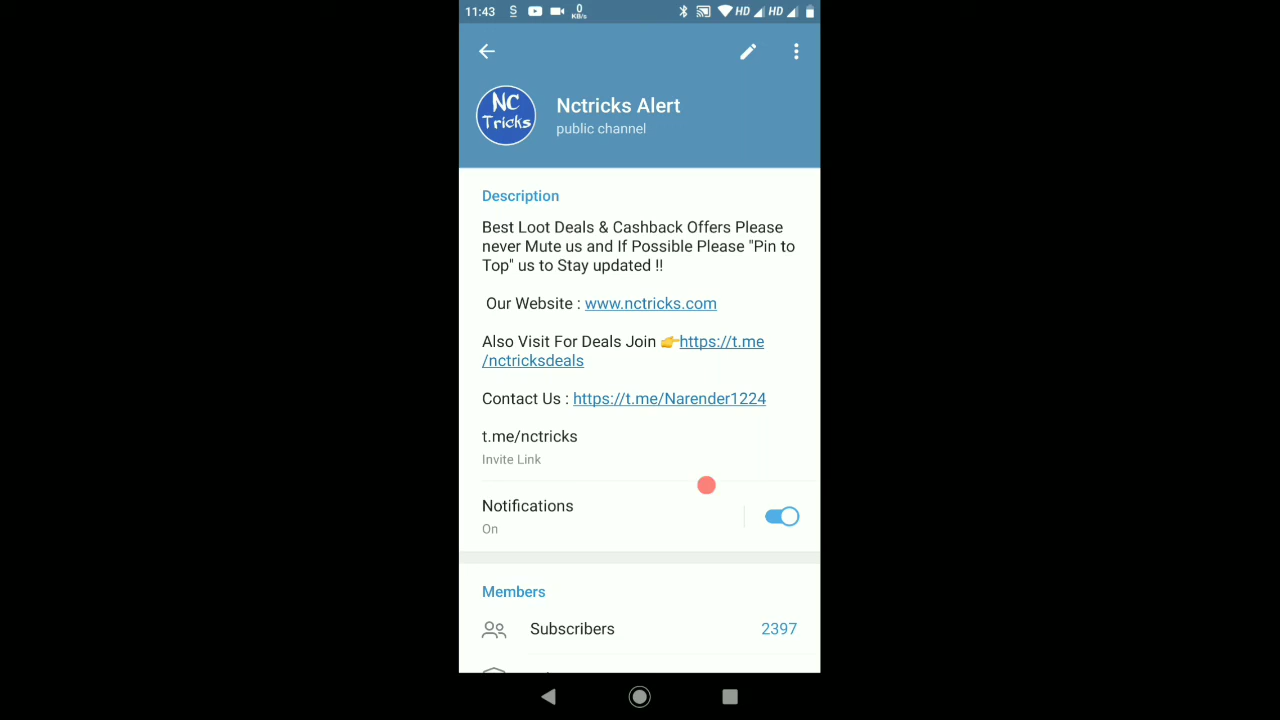 11:43 S 0 KB/s HD HD
NC
Tricks
Nctricks Alert
public channel
Description
Best Loot Deals & Cashback Offers Please
never Mute us and If Possible Please "Pin to
Top" us to Stay updated !!
Our Website : www.nctricks.com
Also Visit For Deals Join 👉https://t.me
/nctricksdeals
Contact Us : https://t.me/Narender1224
t.me/nctricks
Invite Link
Notifications
On
Members
Subscribers 2397